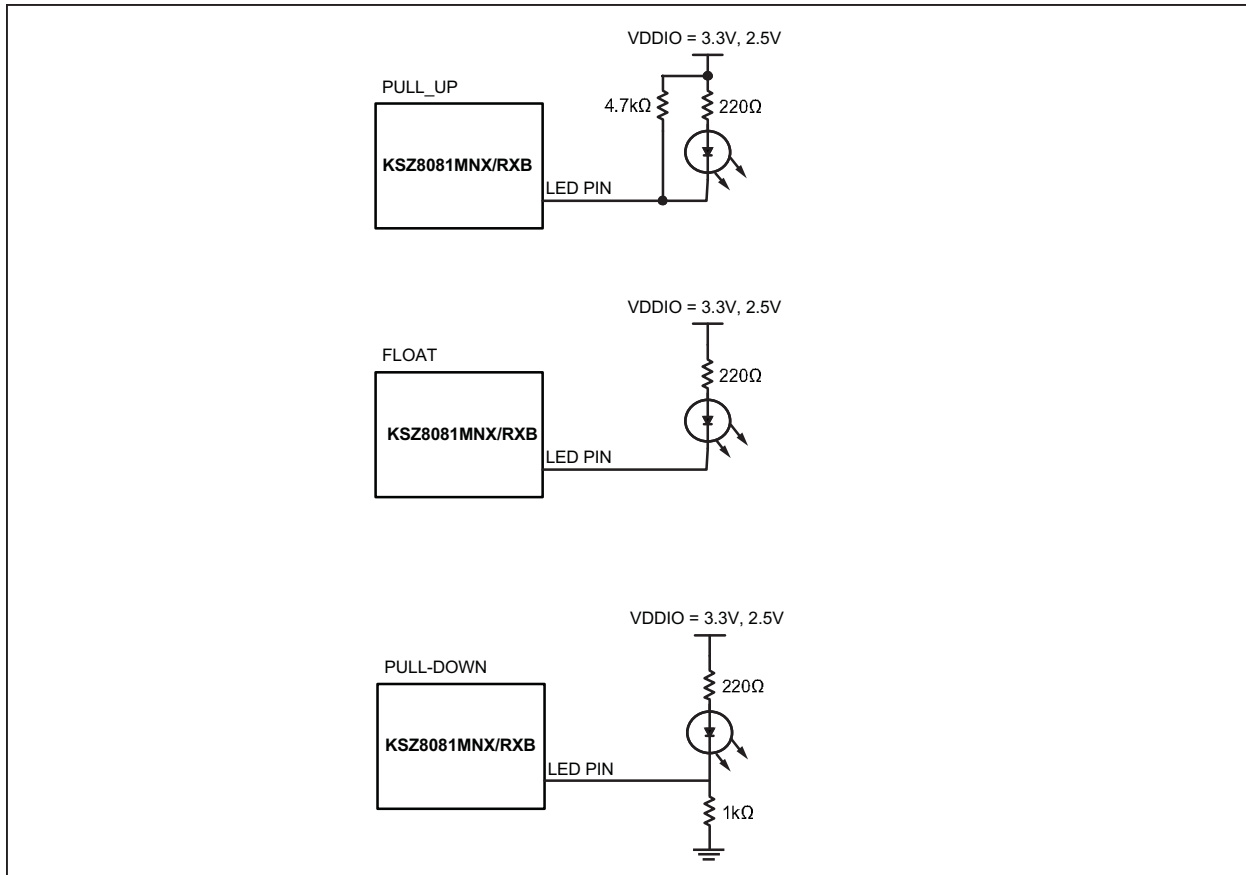 VDDIO = 3.3V, 2.5V
PULL_UP
4.7kΩ
220Ω
KSZ8081MNX/RXB
LED PIN
VDDIO = 3.3V, 2.5V
FLOAT
220Ω
KSZ8081MNX/RXB
LED PIN
VDDIO = 3.3V, 2.5V
PULL-DOWN
220Ω
KSZ8081MNX/RXB
LED PIN
1kΩ